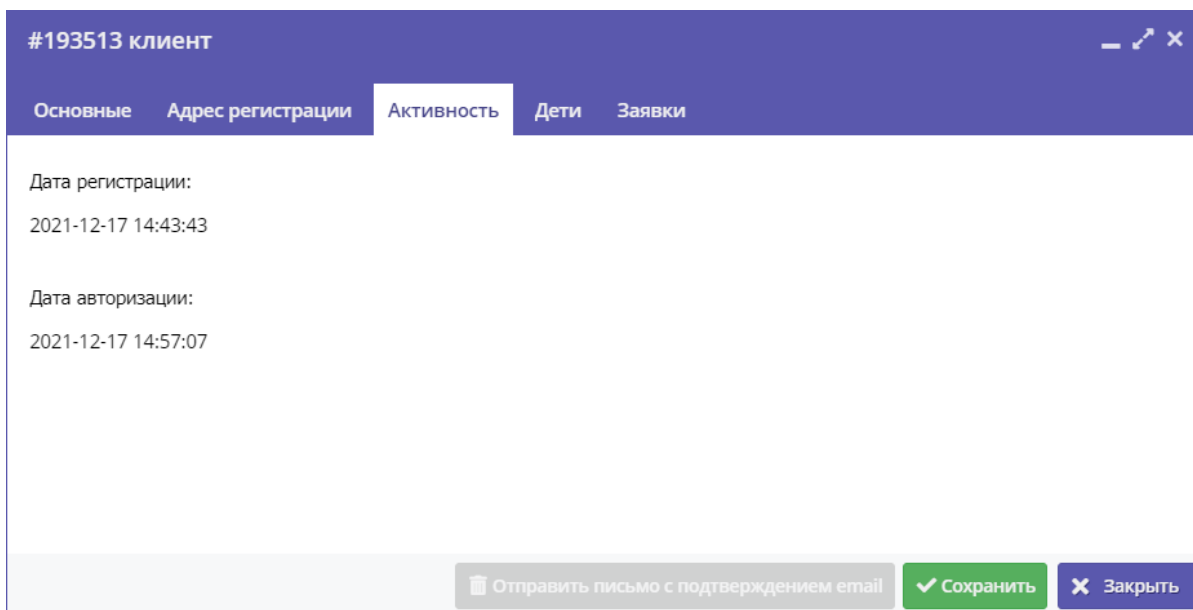 #193513 клиент
Основные Адрес регистрации Активность Дети Заявки
Дата регистрации:
2021-12-17 14:43:43
Дата авторизации:
2021-12-17 14:57:07
Отправить письмо с подтверждением email Сохранить Закрыть